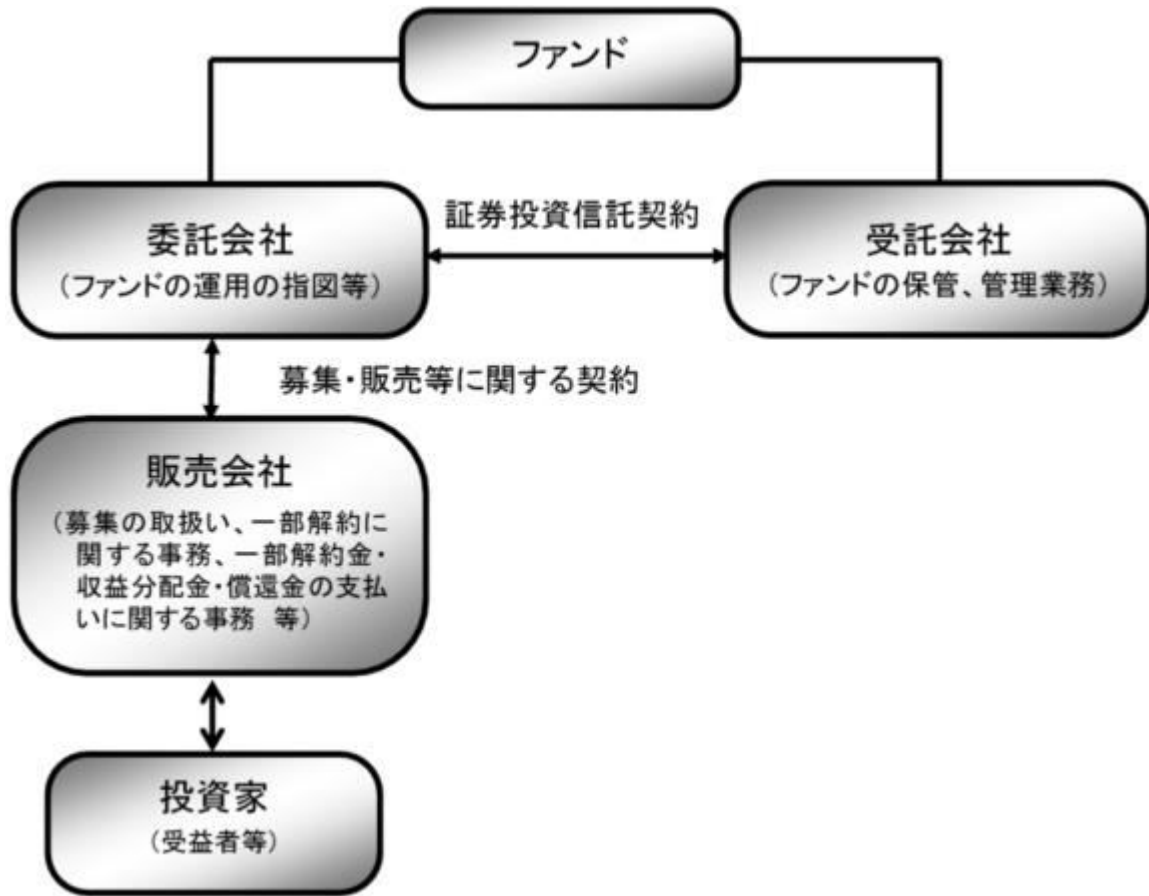 ファンド
委託会社
（ファンドの運用の指図等）
証券投資信託契約
受託会社
（ファンドの保管、管理業務）
募集・販売等に関する契約
販売会社
（募集の取扱い、一部解約に
関する事務、一部解約金・
収益分配金・償還金の支払
いに関する事務　等）
投資家
（受益者等）